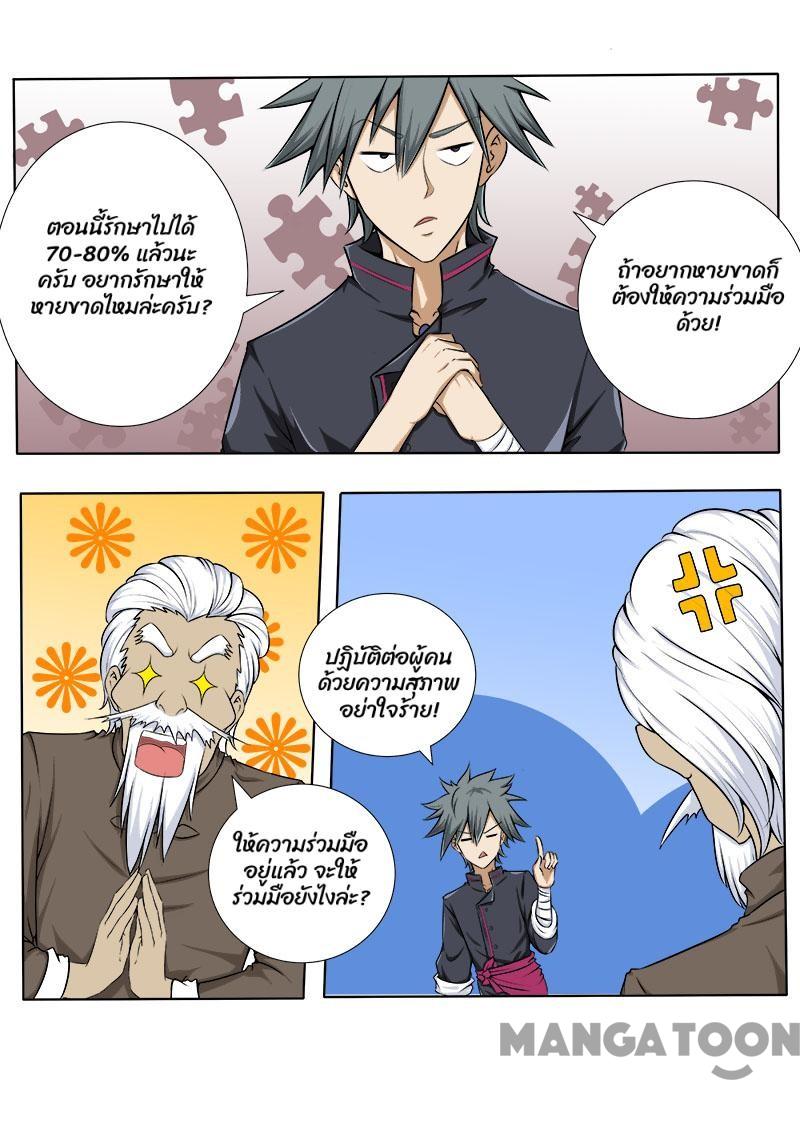 ตอนนี้รักษาไปได้
70-80% แล้วนะ
ครับ อยากรักษาให้
หายขาดไหมล่ะครับ?
ถ้าอยากหายขาดก็
ต้องให้ความร่วมมือ
ด้วย!
ให้ความร่วมมือ
อยู่แล้ว จะให้
ร่วมมือยังไงล่ะ?
ปฏิบัติต่อผู้คน
ด้วยความสุภาพ
อย่าใจร้าย!
MANGATOON